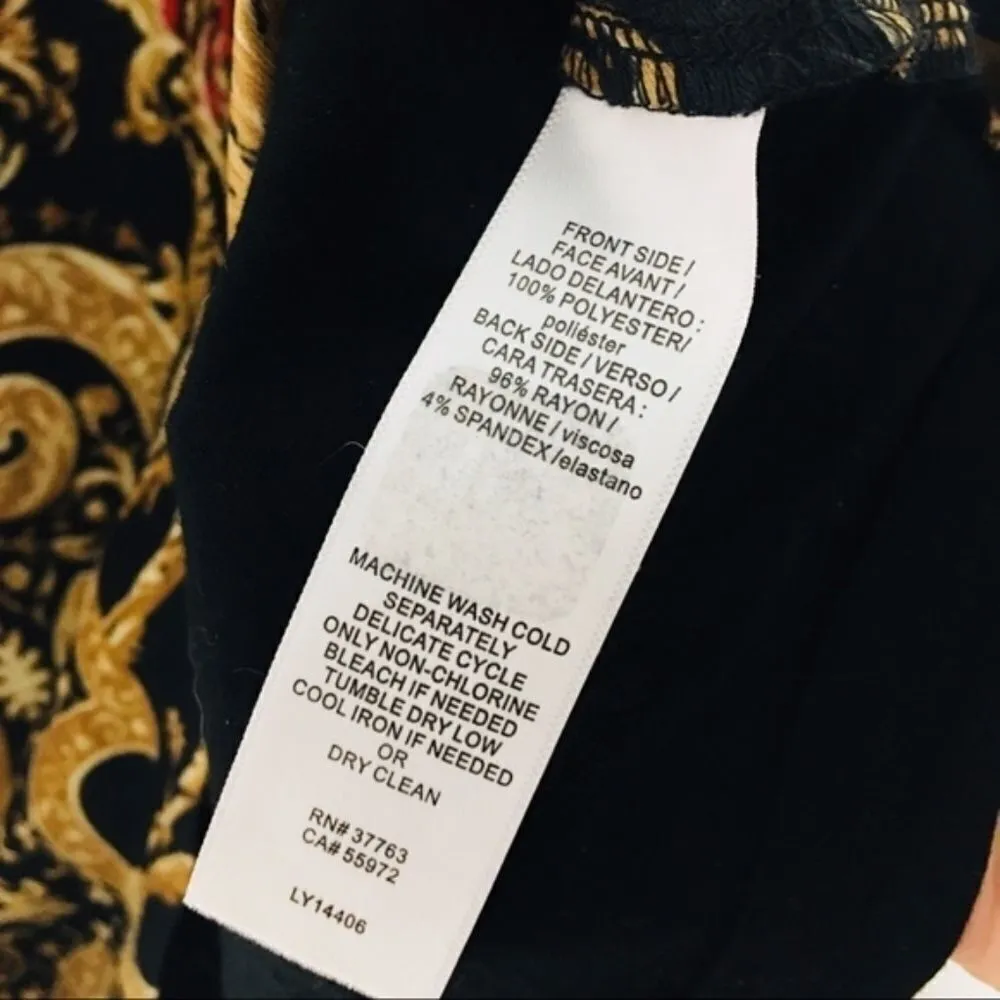 FRONT SIDE /
FACE AVANT /
LADO DELANTERO :
100% POLYESTER/
poliéster
BACK SIDE / VERSO /
CARA TRASERA :
96% RAYON /
RAYONNE / viscosa
4% SPANDEX/elastano
MACHINE WASH COLD
SEPARATELY
DELICATE CYCLE
ONLY NON-CHLORINE
BLEACH IF NEEDED
TUMBLE DRY LOW
COOL IRON IF NEEDED
OR
DRY CLEAN
RN# 37763
CA# 55972
LY14406